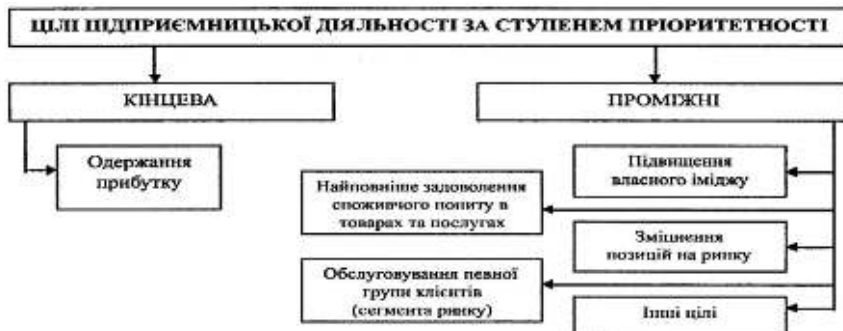 ЦІЛІ ПІДПРИЄМНИЦЬКОЇ ДІЯЛЬНОСТІ ЗА СТУПЕНЕМ ПРІОРИТЕТНОСТІ
КІНЦЕВА
ПРОМІЖНІ
Одержання
прибутку
Підвищення
власного іміджу
Найповніше задоволення
споживчого попиту в
товарах та послугах
Зміцнення
позицій на ринку
Обслуговування певної
групи клієнтів
(сегмента ринку)
Інші цілі